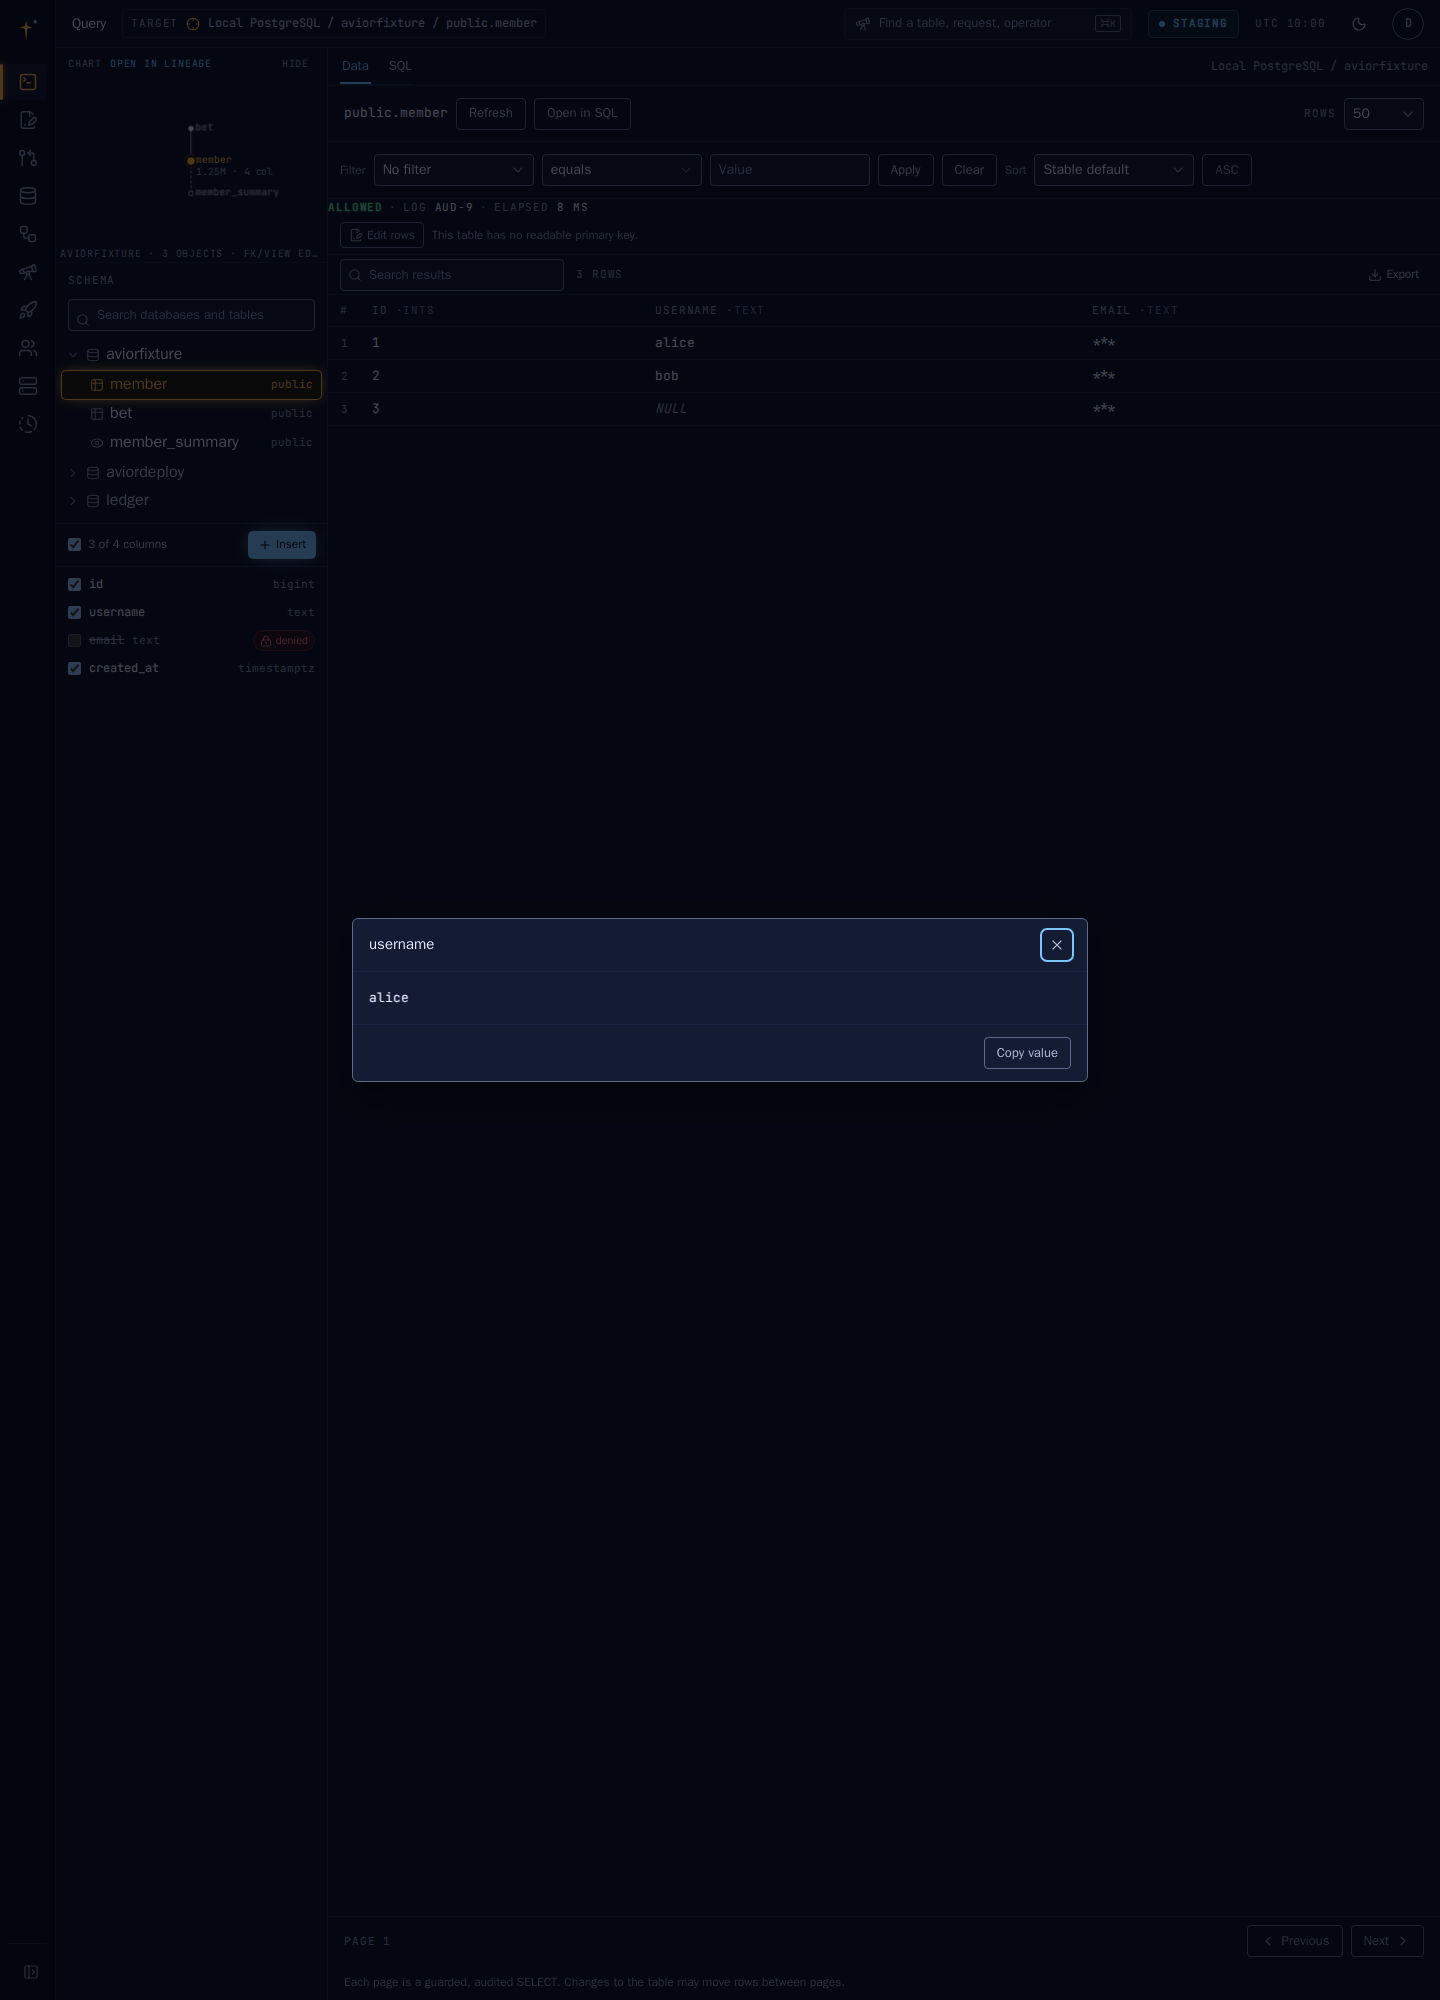 Query
TARGET Local PostgreSQL / aviorfixture / public.member
Find a table, request, operator ⌘K
STAGING
UTC 10:00
D
CHART OPEN IN LINEAGE HIDE
bet
member
1.25M · 4 col
member_summary
AVIORFIXTURE · 3 OBJECTS · FK/VIEW ED…
SCHEMA
Search databases and tables
aviorfixture
member public
bet public
member_summary public
aviordeploy
ledger
3 of 4 columns Insert
id bigint
username text
email text denied
created_at timestamptz
Data SQL Local PostgreSQL / aviorfixture
public.member Refresh Open in SQL ROWS 50
Filter No filter equals Value Apply Clear Sort Stable default ASC
ALLOWED · LOG AUD-9 · ELAPSED 8 MS
Edit rows This table has no readable primary key.
Search results 3 ROWS Export
# ID ·INT8 USERNAME ·TEXT EMAIL ·TEXT
1 1 alice ***
2 2 bob ***
3 3 NULL ***
username
alice
Copy value
PAGE 1 Previous Next
Each page is a guarded, audited SELECT. Changes to the table may move rows between pages.